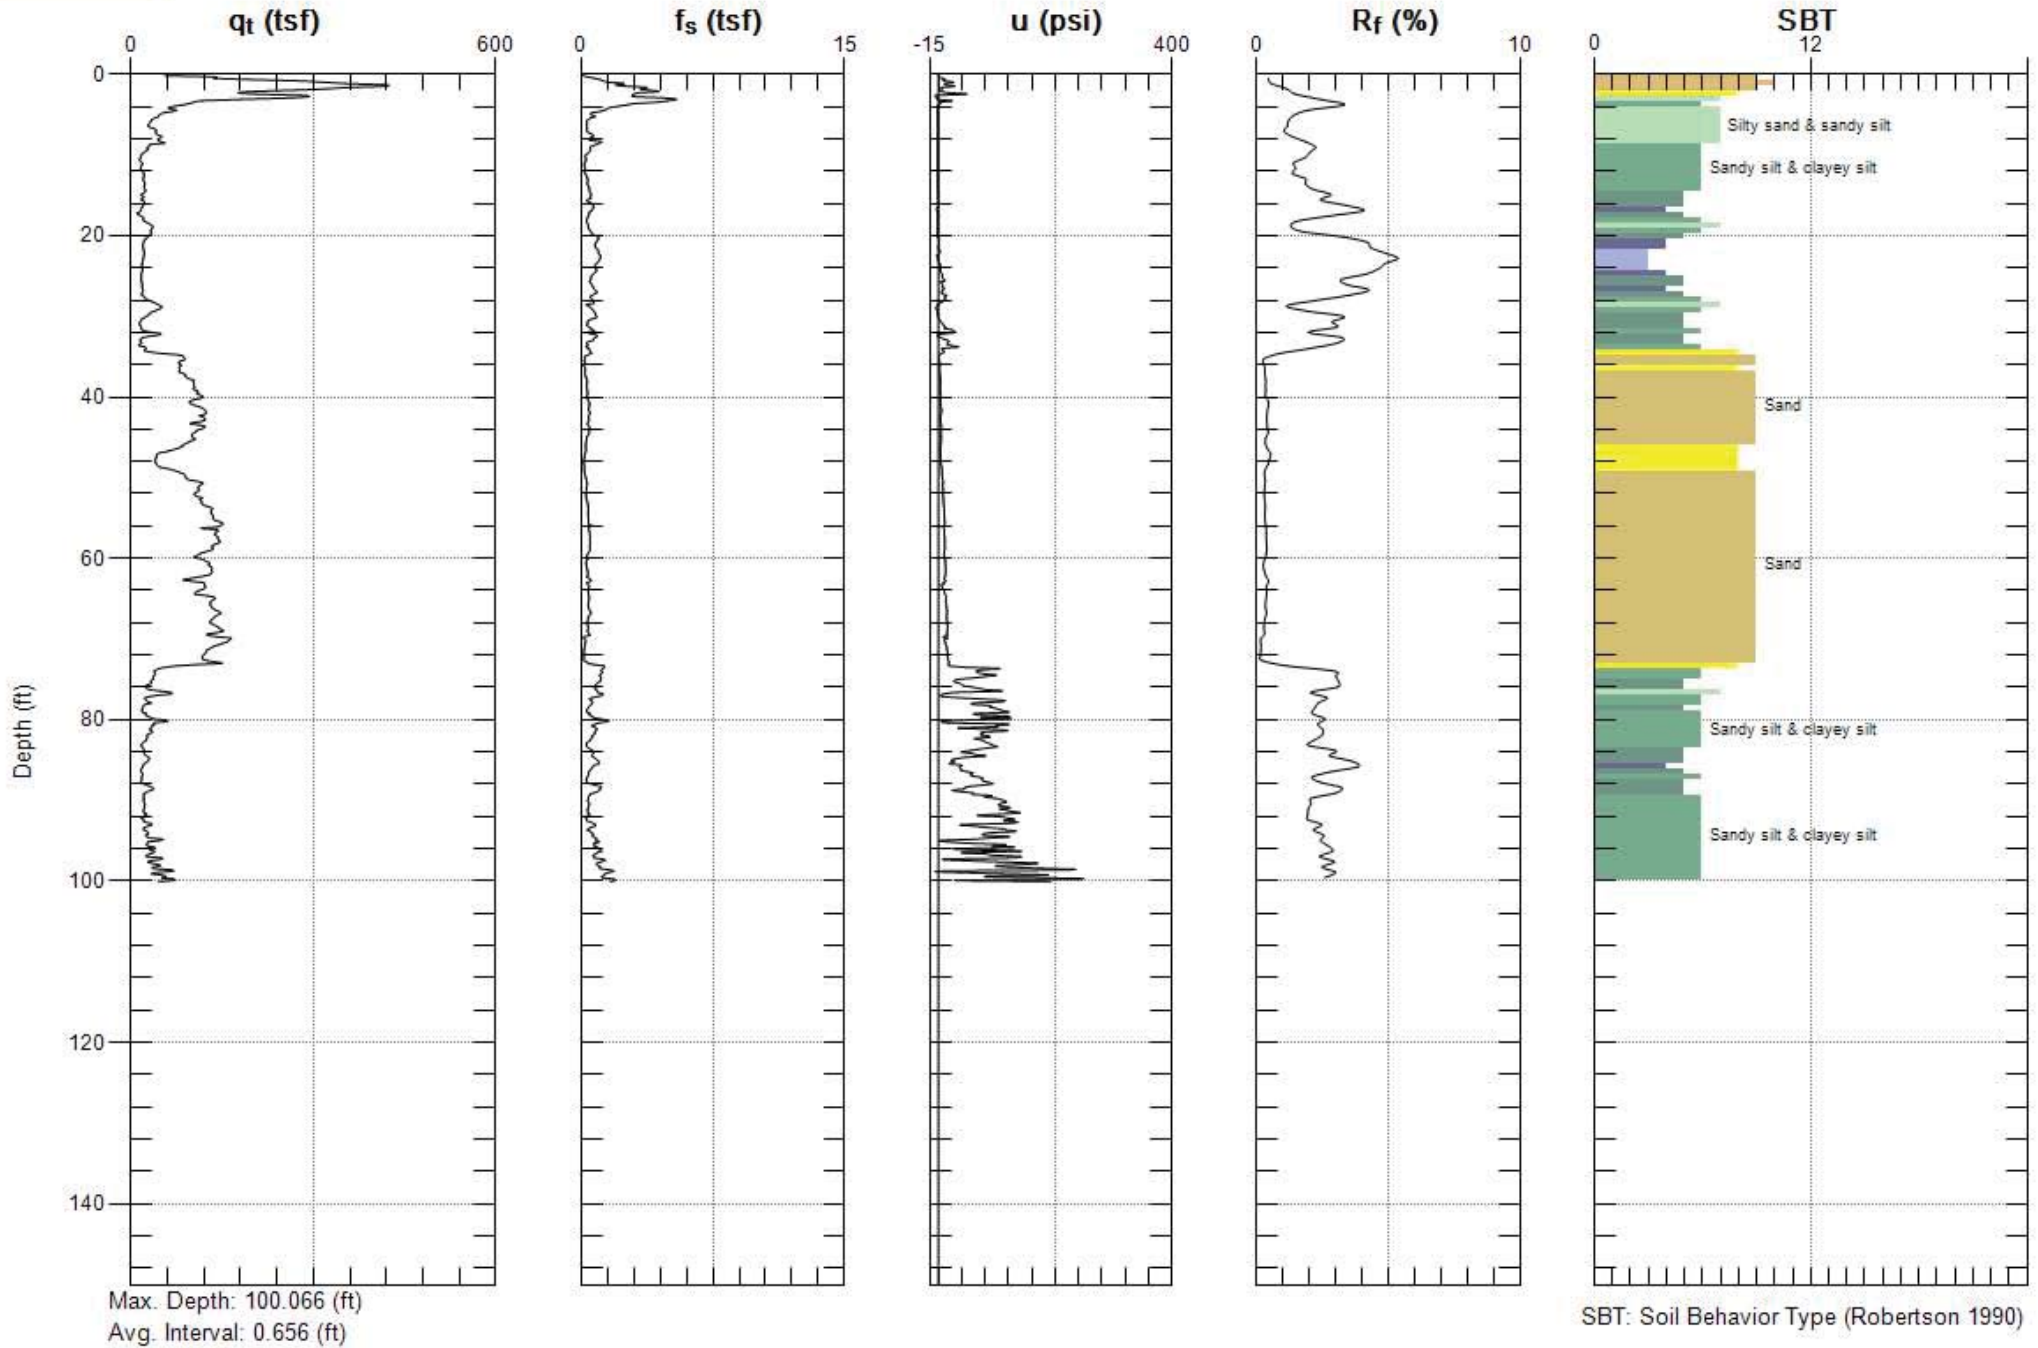 qt (tsf) fs (tsf) u (psi) Rf (%) SBT
0 600 0 15 -15 400 0 10 0 12
0
Silty sand & sandy silt
Sandy silt & clayey silt
20
40
Sand
60
Sand
Depth (ft)
80
Sandy silt & clayey silt
Sandy silt & clayey silt
100
120
140
Max. Depth: 100.066 (ft)
Avg. Interval: 0.656 (ft)
SBT: Soil Behavior Type (Robertson 1990)